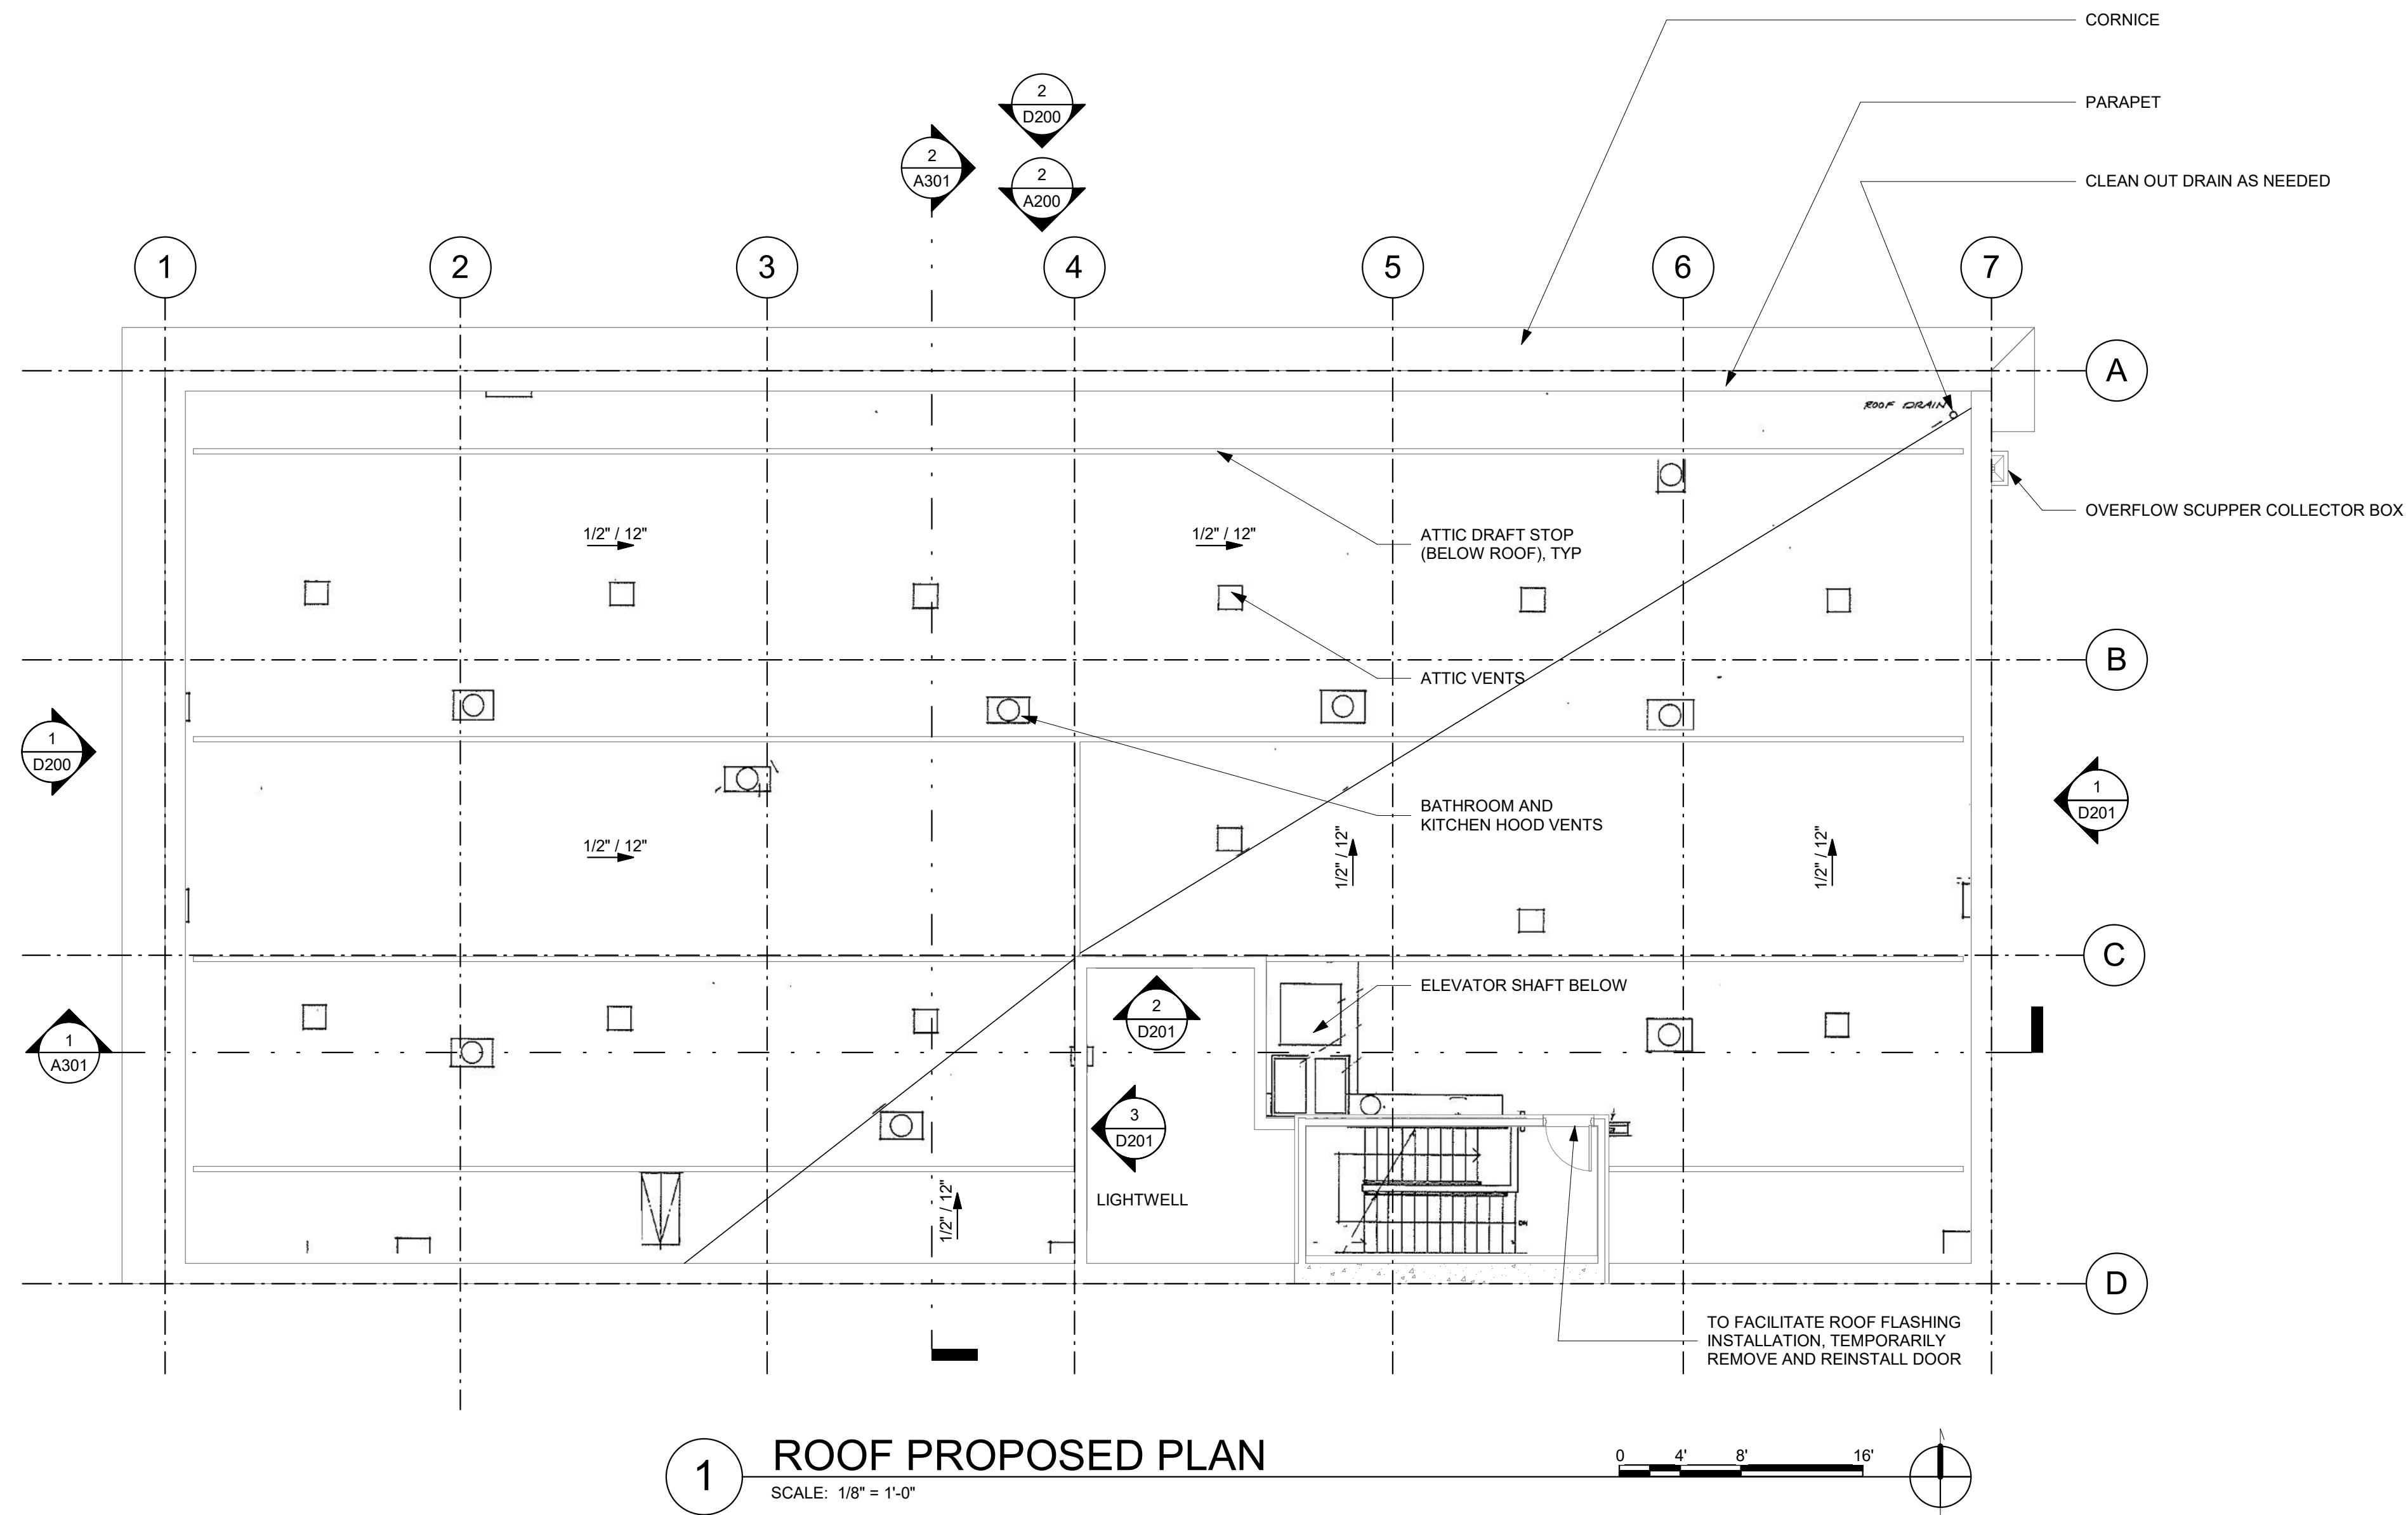 CORNICE
2
D200
PARAPET
2
A301
2
A200
CLEAN OUT DRAIN AS NEEDED
1
2
3
4
5
6
7
A
ROOF DRAIN
OVERFLOW SCUPPER COLLECTOR BOX
1/2" / 12"
1/2" / 12"
ATTIC DRAFT STOP
(BELOW ROOF), TYP
B
ATTIC VENTS
1
D200
1
D201
BATHROOM AND
KITCHEN HOOD VENTS
1/2" / 12"
1/2" / 12"
1/2" / 12"
C
ELEVATOR SHAFT BELOW
2
D201
1
A301
3
D201
LIGHTWELL
1/2" / 12"
DN
D
TO FACILITATE ROOF FLASHING
INSTALLATION, TEMPORARILY
REMOVE AND REINSTALL DOOR
1
ROOF PROPOSED PLAN
SCALE: 1/8" = 1'-0"
0 4' 8' 16'